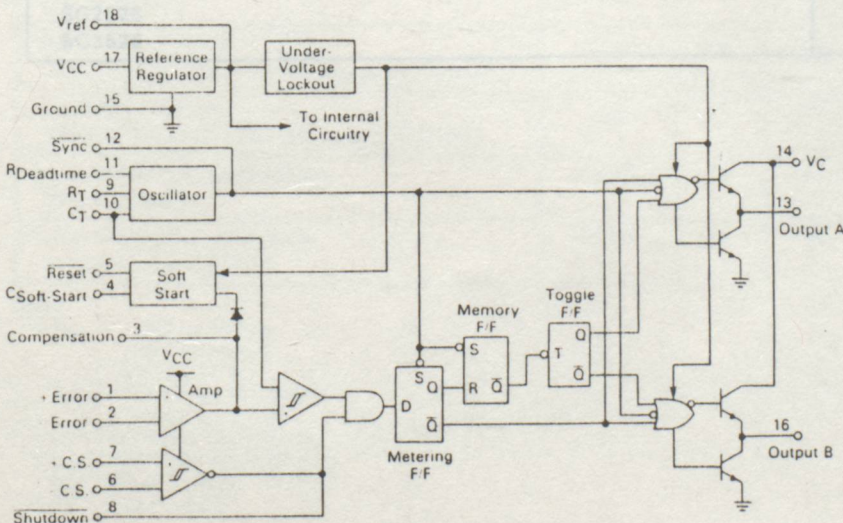 Vref 18
VCC 17
Reference Regulator
Under-Voltage Lockout
Ground 15
To Internal Circuitry
Sync 12
RDeadtime 11
RT 9
CT 10
Oscillator
14 VC
13
Output A
Reset 5
CSoft-Start 4
Soft Start
Compensation 3
Memory F/F
Toggle F/F
S
R
Q
T
Q
Q
VCC
Amp
+ Error 1
Error 2
S
D
Q
Q
Metering F/F
+ C.S. 7
C.S. 6
Shutdown 8
16
Output B